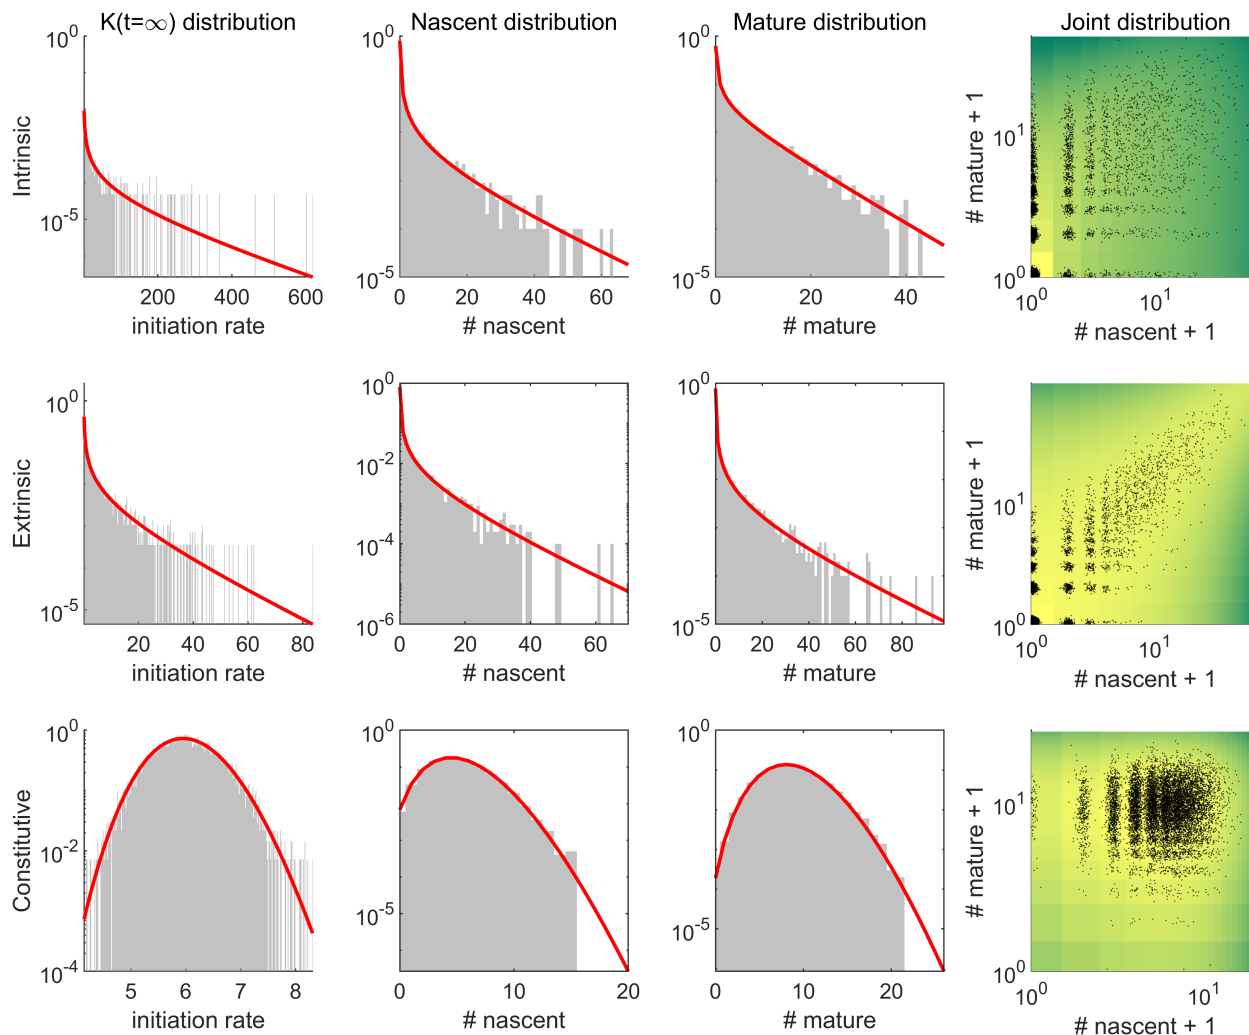 K(t=∞) distribution
Nascent distribution
Mature distribution
Joint distribution
Intrinsic
10^0
10^-5
200 400 600
initiation rate
10^0
10^-5
0 20 40 60
# nascent
10^0
10^-5
0 20 40
# mature
# mature + 1
10^1
10^0
10^0 10^1
# nascent + 1
Extrinsic
10^0
10^-5
20 40 60 80
initiation rate
10^0
10^-2
10^-4
10^-6
0 20 40 60
# nascent
10^0
10^-5
0 20 40 60 80
# mature
# mature + 1
10^1
10^0
10^0 10^1
# nascent + 1
Constitutive
10^0
10^-2
10^-4
5 6 7 8
initiation rate
10^0
10^-5
0 10 20
# nascent
10^0
10^-5
0 10 20
# mature
# mature + 1
10^1
10^0
10^0 10^1
# nascent + 1